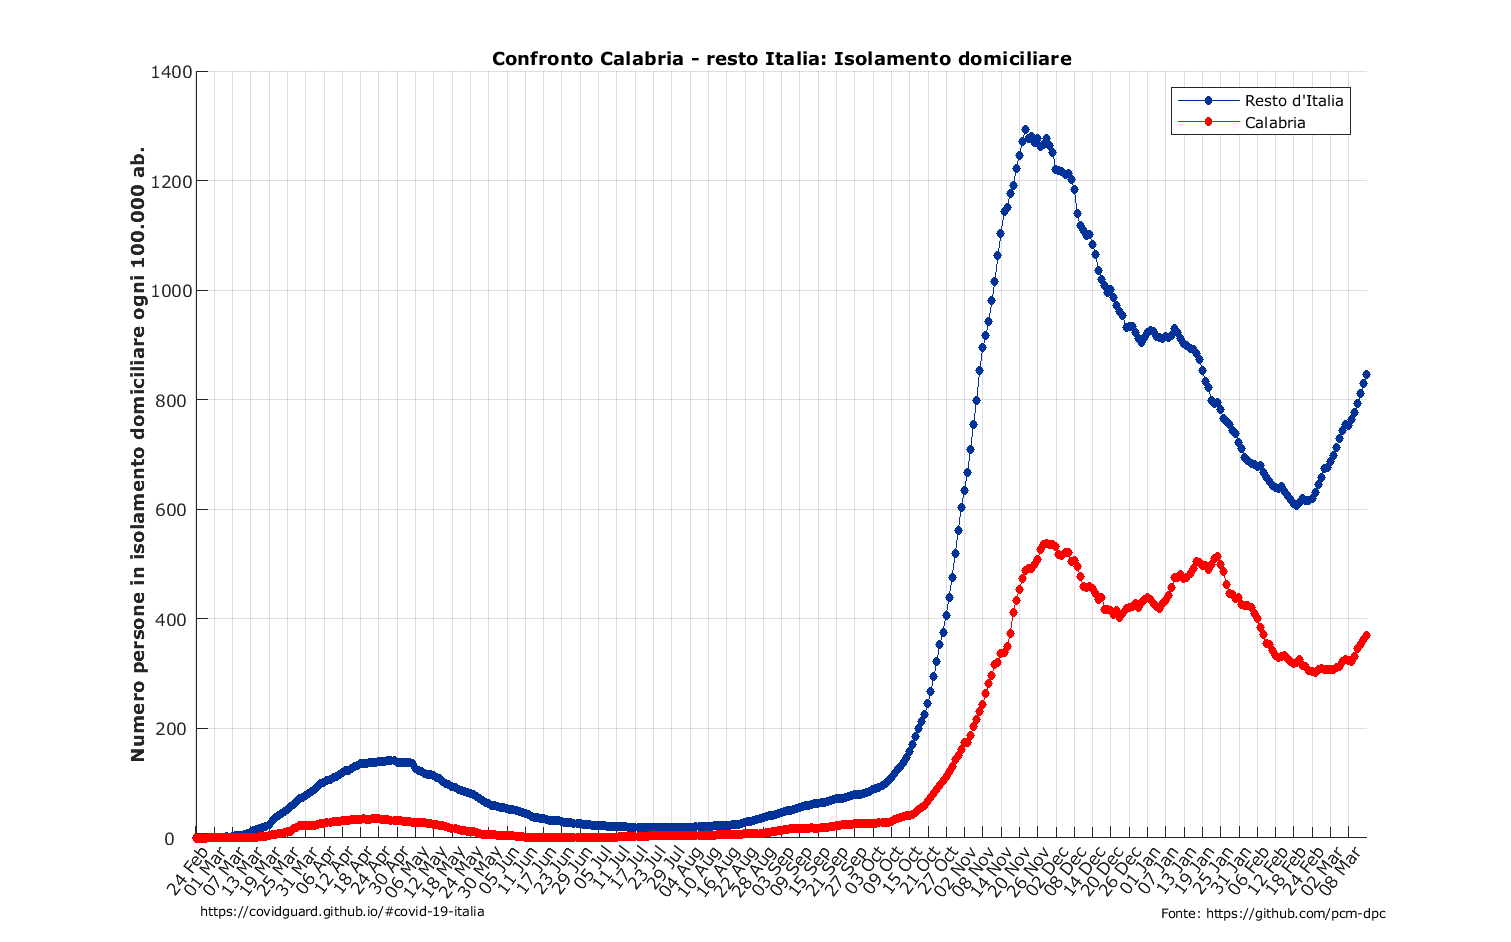 Confronto Calabria - resto Italia: Isolamento domiciliare
Resto d'Italia
Calabria
Numero persone in isolamento domiciliare ogni 100.000 ab.
1400
1200
1000
800
600
400
200
0
24 Feb
01 Mar
07 Mar
13 Mar
19 Mar
25 Mar
31 Mar
06 Apr
12 Apr
18 Apr
24 Apr
30 Apr
06 May
12 May
18 May
24 May
30 May
05 Jun
11 Jun
17 Jun
23 Jun
29 Jun
05 Jul
11 Jul
17 Jul
23 Jul
29 Jul
04 Aug
10 Aug
16 Aug
22 Aug
28 Aug
03 Sep
09 Sep
15 Sep
21 Sep
27 Sep
03 Oct
09 Oct
15 Oct
21 Oct
27 Oct
02 Nov
08 Nov
14 Nov
20 Nov
26 Nov
02 Dec
08 Dec
14 Dec
20 Dec
26 Dec
01 Jan
07 Jan
13 Jan
19 Jan
25 Jan
31 Jan
06 Feb
12 Feb
18 Feb
24 Feb
02 Mar
08 Mar
https://covidguard.github.io/#covid-19-italia
Fonte: https://github.com/pcm-dpc